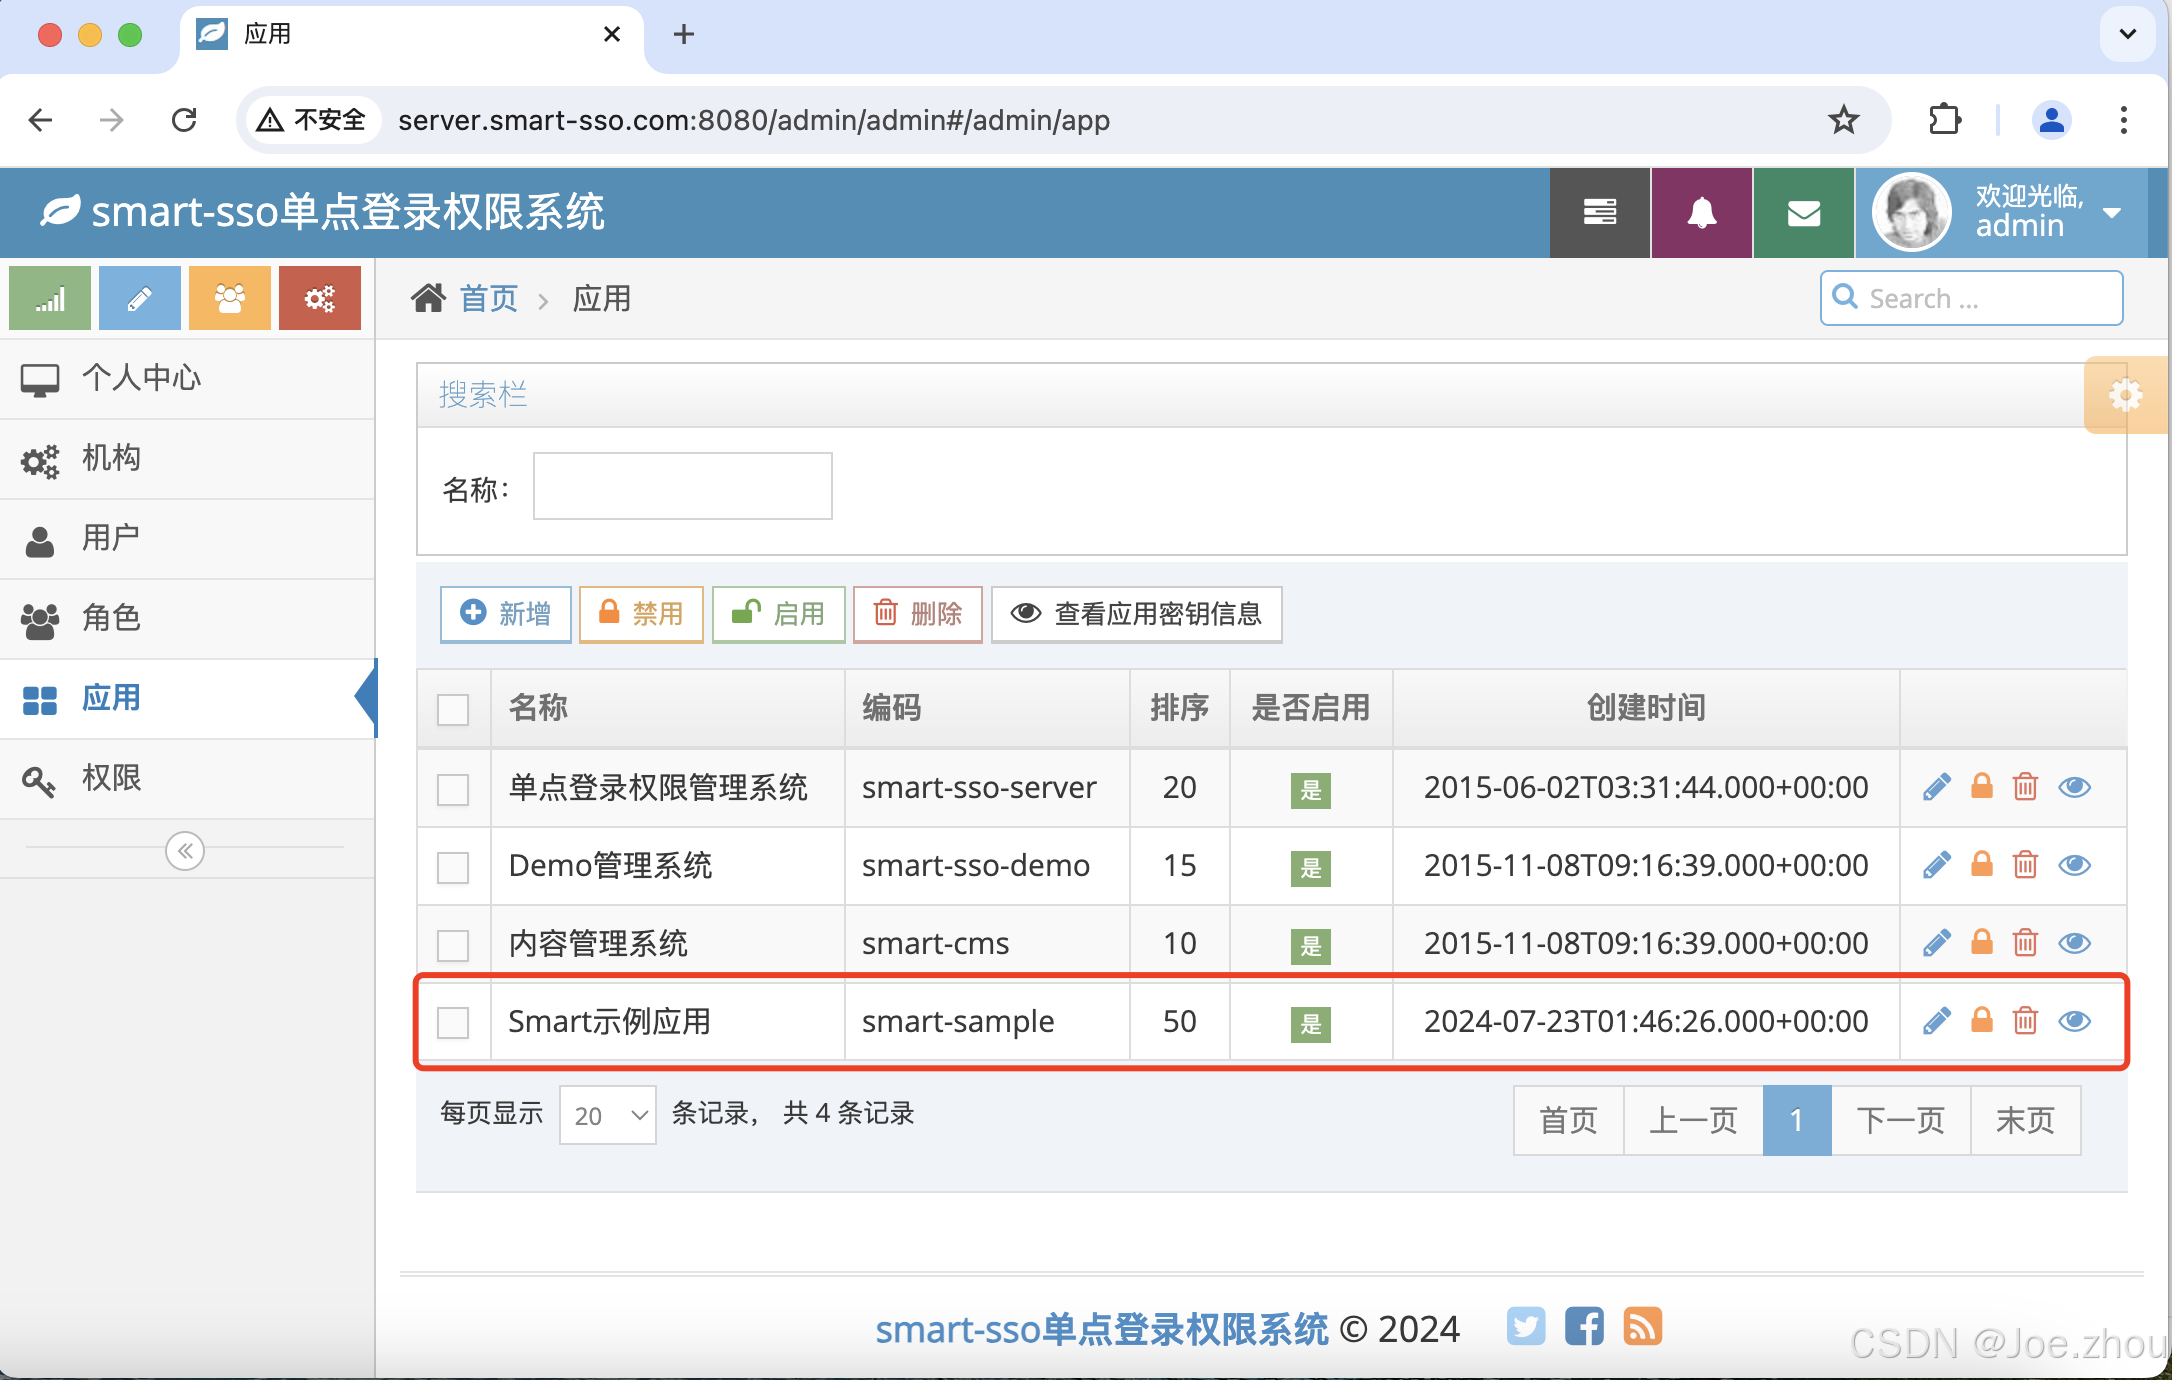 应用
不安全
server.smart-sso.com:8080/admin/admin#/admin/app
smart-sso单点登录权限系统
欢迎光临,
admin
首页
应用
Search ...
个人中心
机构
用户
角色
应用
权限
搜索栏
名称：
新增 禁用 启用 删除 查看应用密钥信息
名称 编码 排序 是否启用 创建时间
单点登录权限管理系统 smart-sso-server 20 是 2015-06-02T03:31:44.000+00:00
Demo管理系统 smart-sso-demo 15 是 2015-11-08T09:16:39.000+00:00
内容管理系统 smart-cms 10 是 2015-11-08T09:16:39.000+00:00
Smart示例应用 smart-sample 50 是 2024-07-23T01:46:26.000+00:00
每页显示 20 条记录， 共 4 条记录
首页 上一页 1 下一页 末页
smart-sso单点登录权限系统 © 2024
CSDN @Joe.zhou